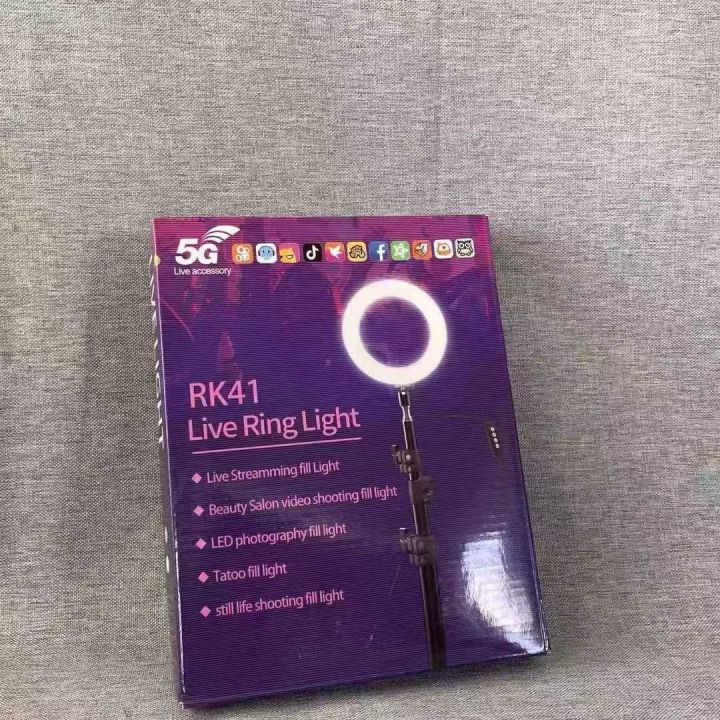 5G
Live accessory
RK41
Live Ring Light
Live Streamming fill Light
Beauty Salon video shooting fill light
LED photography fill light
Tatoo fill light
still life shooting fill light